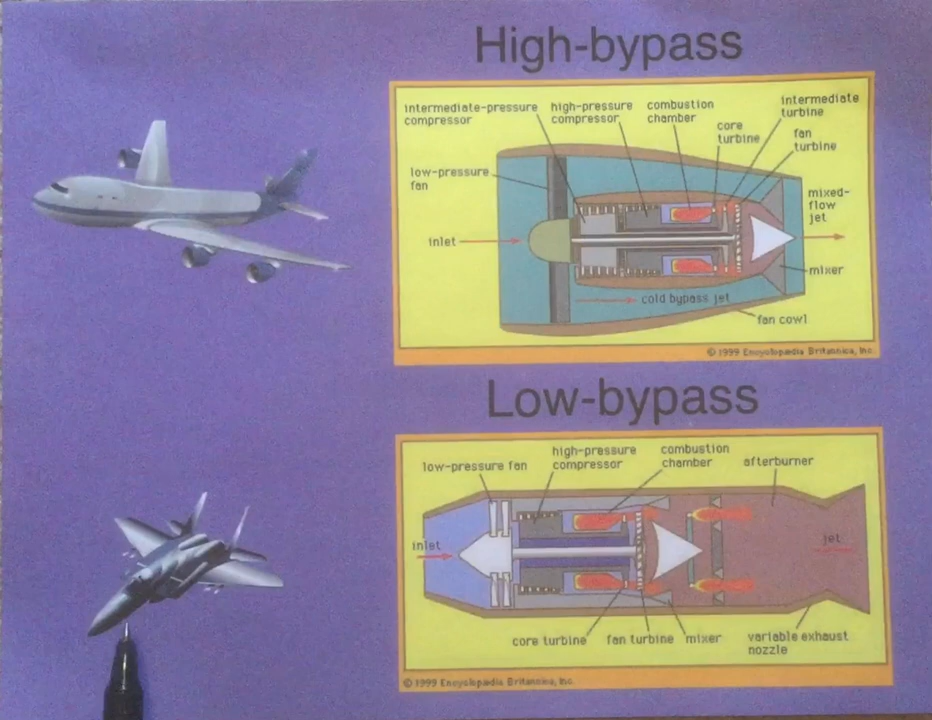 High-bypass
intermediate-pressure
compressor
high-pressure
compressor
combustion
chamber
intermediate
turbine
core
turbine
fan
turbine
low-pressure
fan
mixed-
flow
jet
inlet
mixer
cold bypass jet
fan cowl
© 1999 Encyclopædia Britannica, Inc.
Low-bypass
low-pressure fan
high-pressure
compressor
combustion
chamber
afterburner
inlet
jet
core turbine
fan turbine
mixer
variable exhaust
nozzle
© 1999 Encyclopædia Britannica, Inc.